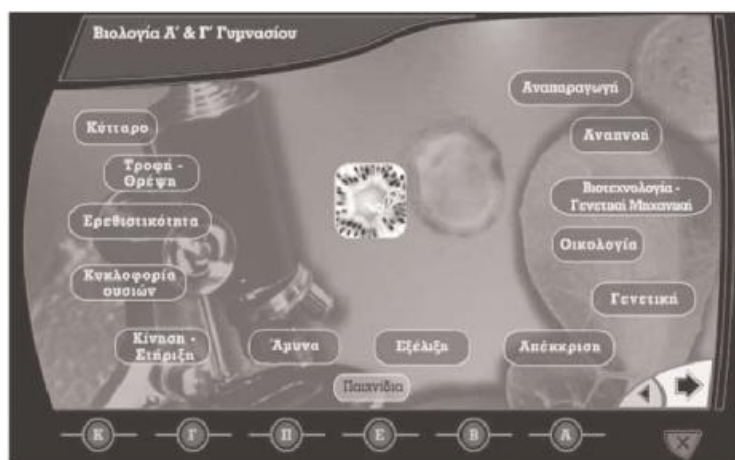 Βιολογία Α΄ & Γ΄ Γυμνασίου
Αναπαραγωγή
Κύτταρο
Αναπνοή
Τροφή -
Θρέψη
Βιοτεχνολογία -
Γενετική Μηχανική
Ερεθιστικότητα
Οικολογία
Κυκλοφορία
ουσιών
Γενετική
Κίνηση -
Στήριξη
Άμυνα
Εξέλιξη
Απέκκριση
Παιχνίδια
Κ
Γ
Π
Ε
Β
Α
Χ